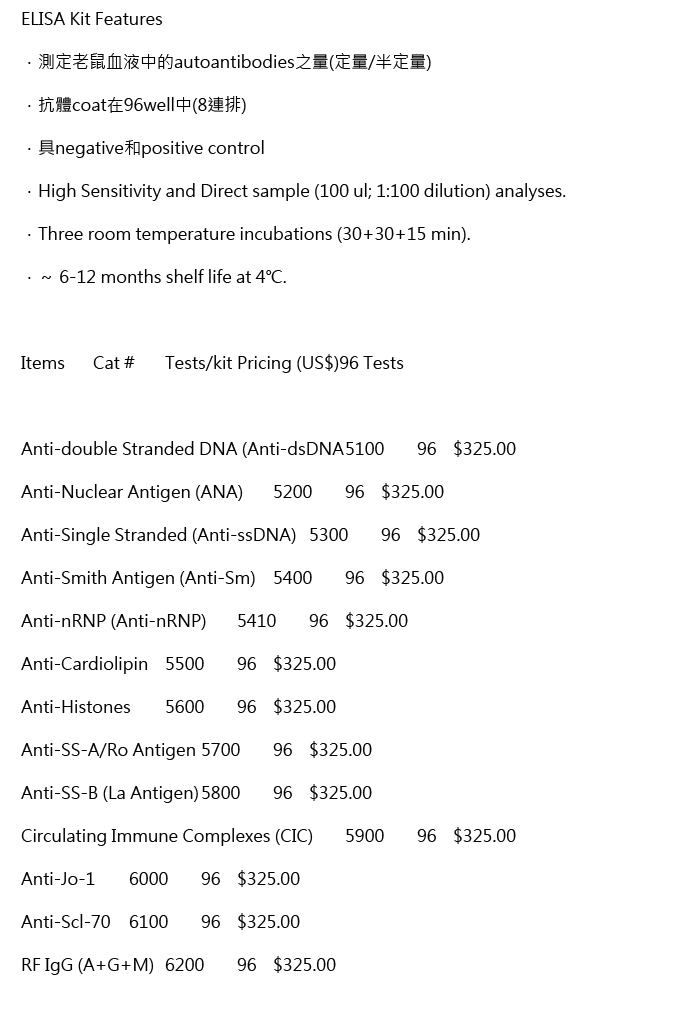 ELISA Kit Features
· 測定老鼠血液中的autoantibodies之量(定量/半定量)
· 抗體coat在96well中(8連排)
· 具negative和positive control
· High Sensitivity and Direct sample (100 ul; 1:100 dilution) analyses.
· Three room temperature incubations (30+30+15 min).
· ~ 6-12 months shelf life at 4℃.
Items Cat # Tests/kit Pricing (US$)96 Tests
Anti-double Stranded DNA (Anti-dsDNA5100 96 $325.00
Anti-Nuclear Antigen (ANA) 5200 96 $325.00
Anti-Single Stranded (Anti-ssDNA) 5300 96 $325.00
Anti-Smith Antigen (Anti-Sm) 5400 96 $325.00
Anti-nRNP (Anti-nRNP) 5410 96 $325.00
Anti-Cardiolipin 5500 96 $325.00
Anti-Histones 5600 96 $325.00
Anti-SS-A/Ro Antigen 5700 96 $325.00
Anti-SS-B (La Antigen)5800 96 $325.00
Circulating Immune Complexes (CIC) 5900 96 $325.00
Anti-Jo-1 6000 96 $325.00
Anti-Scl-70 6100 96 $325.00
RF IgG (A+G+M) 6200 96 $325.00